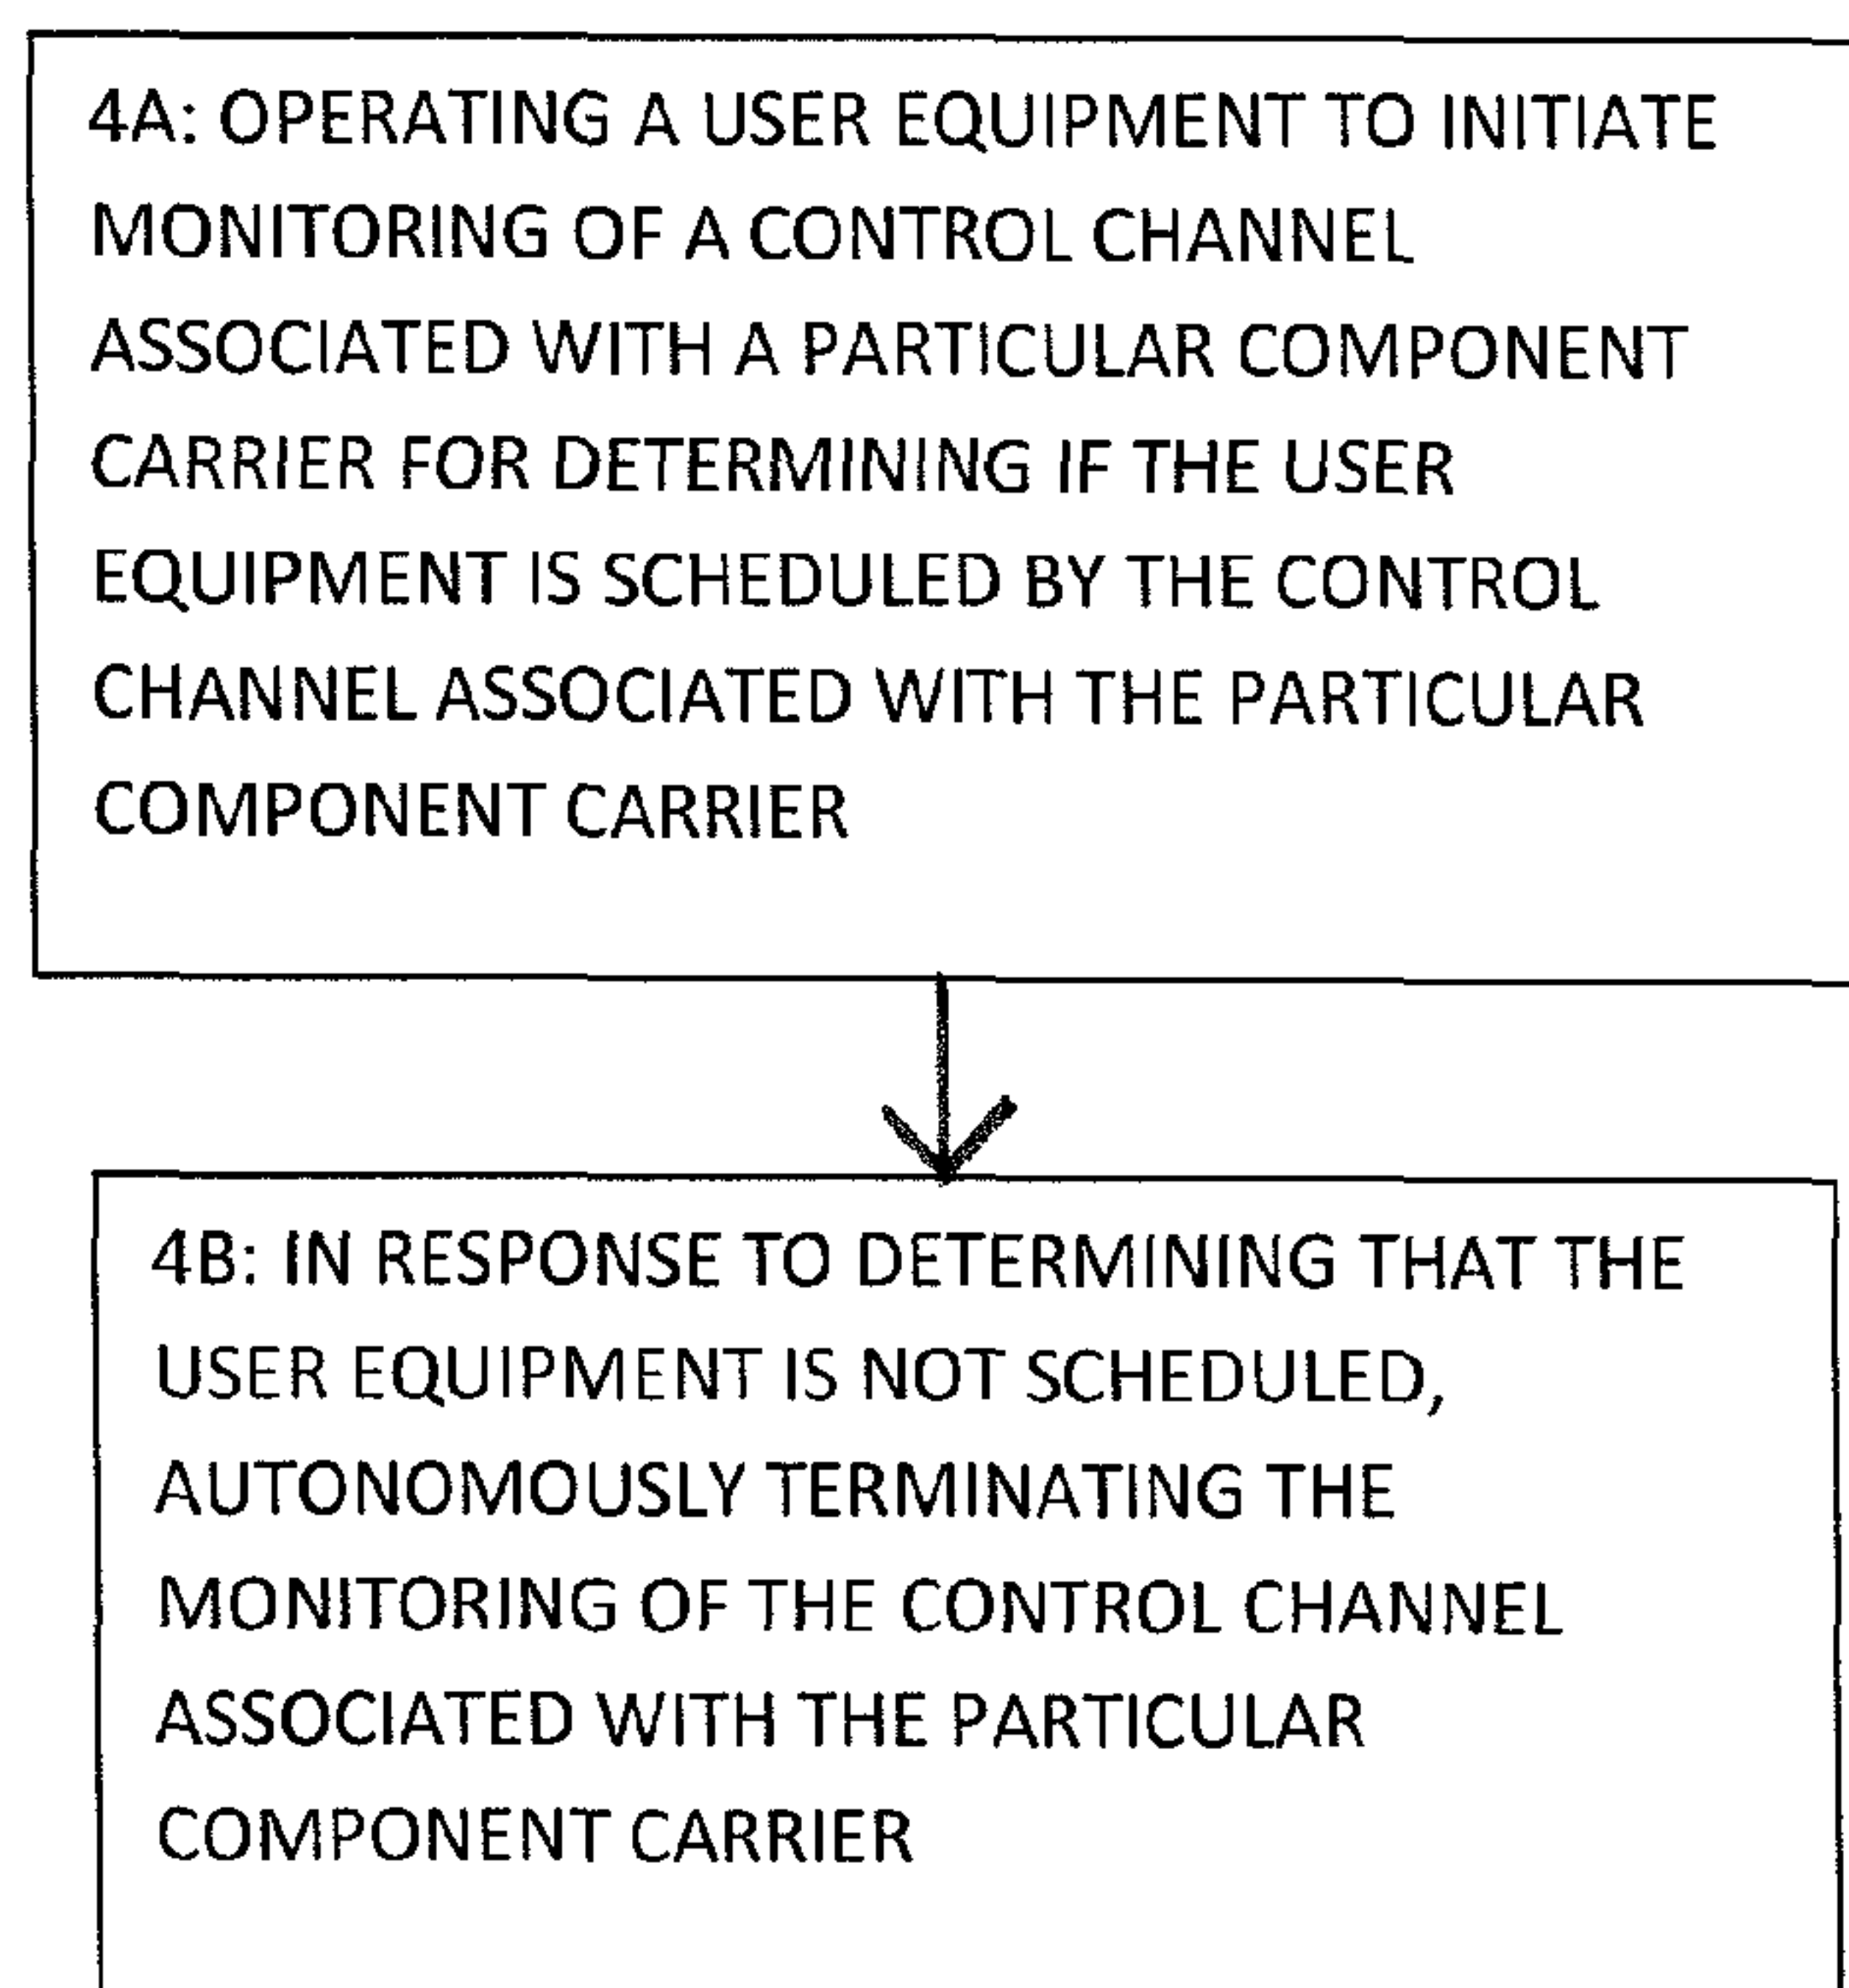 4A: OPERATING A USER EQUIPMENT TO INITIATE
MONITORING OF A CONTROL CHANNEL
ASSOCIATED WITH A PARTICULAR COMPONENT
CARRIER FOR DETERMINING IF THE USER
EQUIPMENT IS SCHEDULED BY THE CONTROL
CHANNEL ASSOCIATED WITH THE PARTICULAR
COMPONENT CARRIER
4B: IN RESPONSE TO DETERMINING THAT THE
USER EQUIPMENT IS NOT SCHEDULED,
AUTONOMOUSLY TERMINATING THE
MONITORING OF THE CONTROL CHANNEL
ASSOCIATED WITH THE PARTICULAR
COMPONENT CARRIER